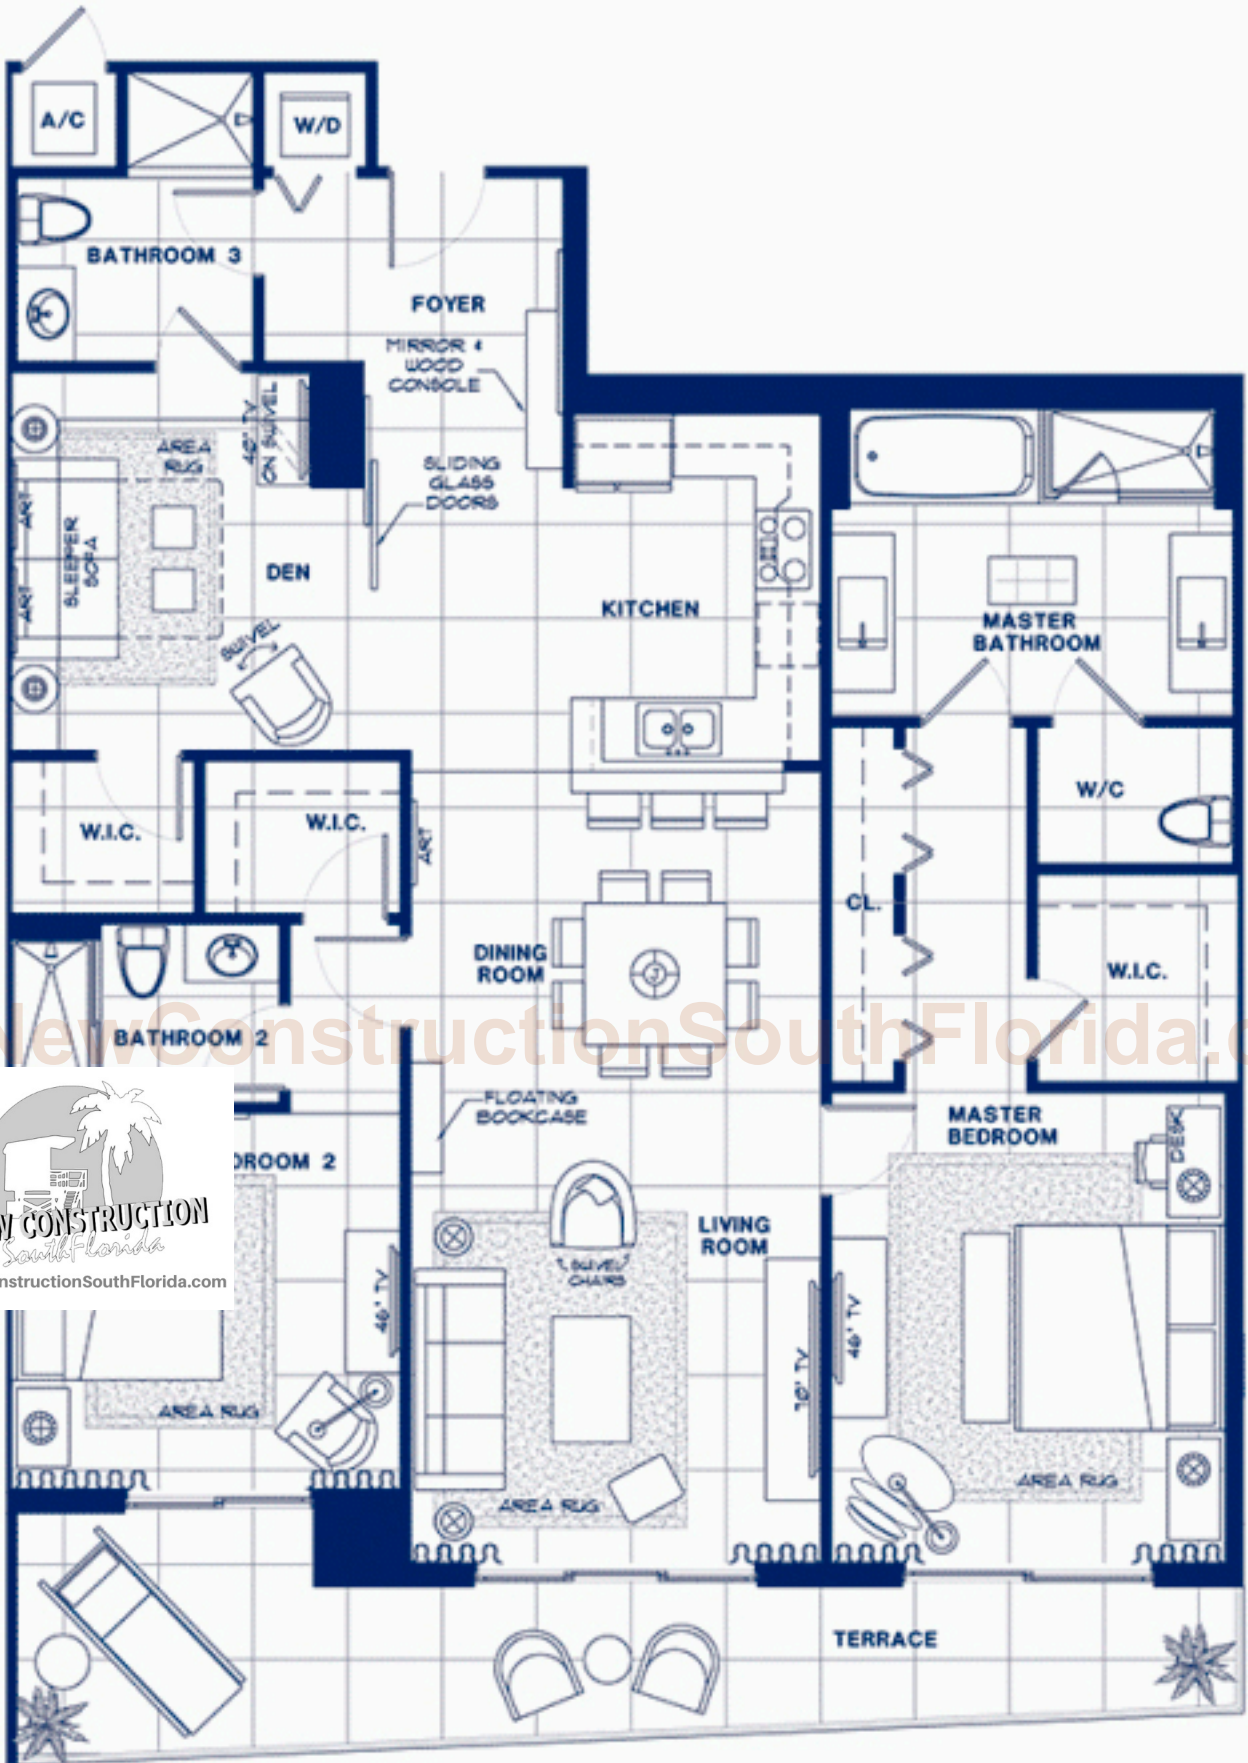 A/C
W/D
BATHROOM 3
FOYER
MIRROR &
WOOD
CONSOLE
46" TV
ON SWIVEL
AREA
RUG
SLIDING
GLASS
DOORS
ART
ART
SLEEPER
SOFA
DEN
SWIVEL
KITCHEN
MASTER
BATHROOM
W.I.C.
W.I.C.
ART
W/C
CL.
DINING
ROOM
J
W.I.C.
NewConstructionSouthFlorida.
BATHROOM 2
FLOATING
BOOKCASE
MASTER
BEDROOM
DESK
DROOM 2
W CONSTRUCTION
SouthFlorida
nstructionSouthFlorida.com
LIVING
ROOM
SWIVEL
CHAIRS
46" TV
70" TV
46" TV
AREA RUG
AREA RUG
AREA RUG
TERRACE